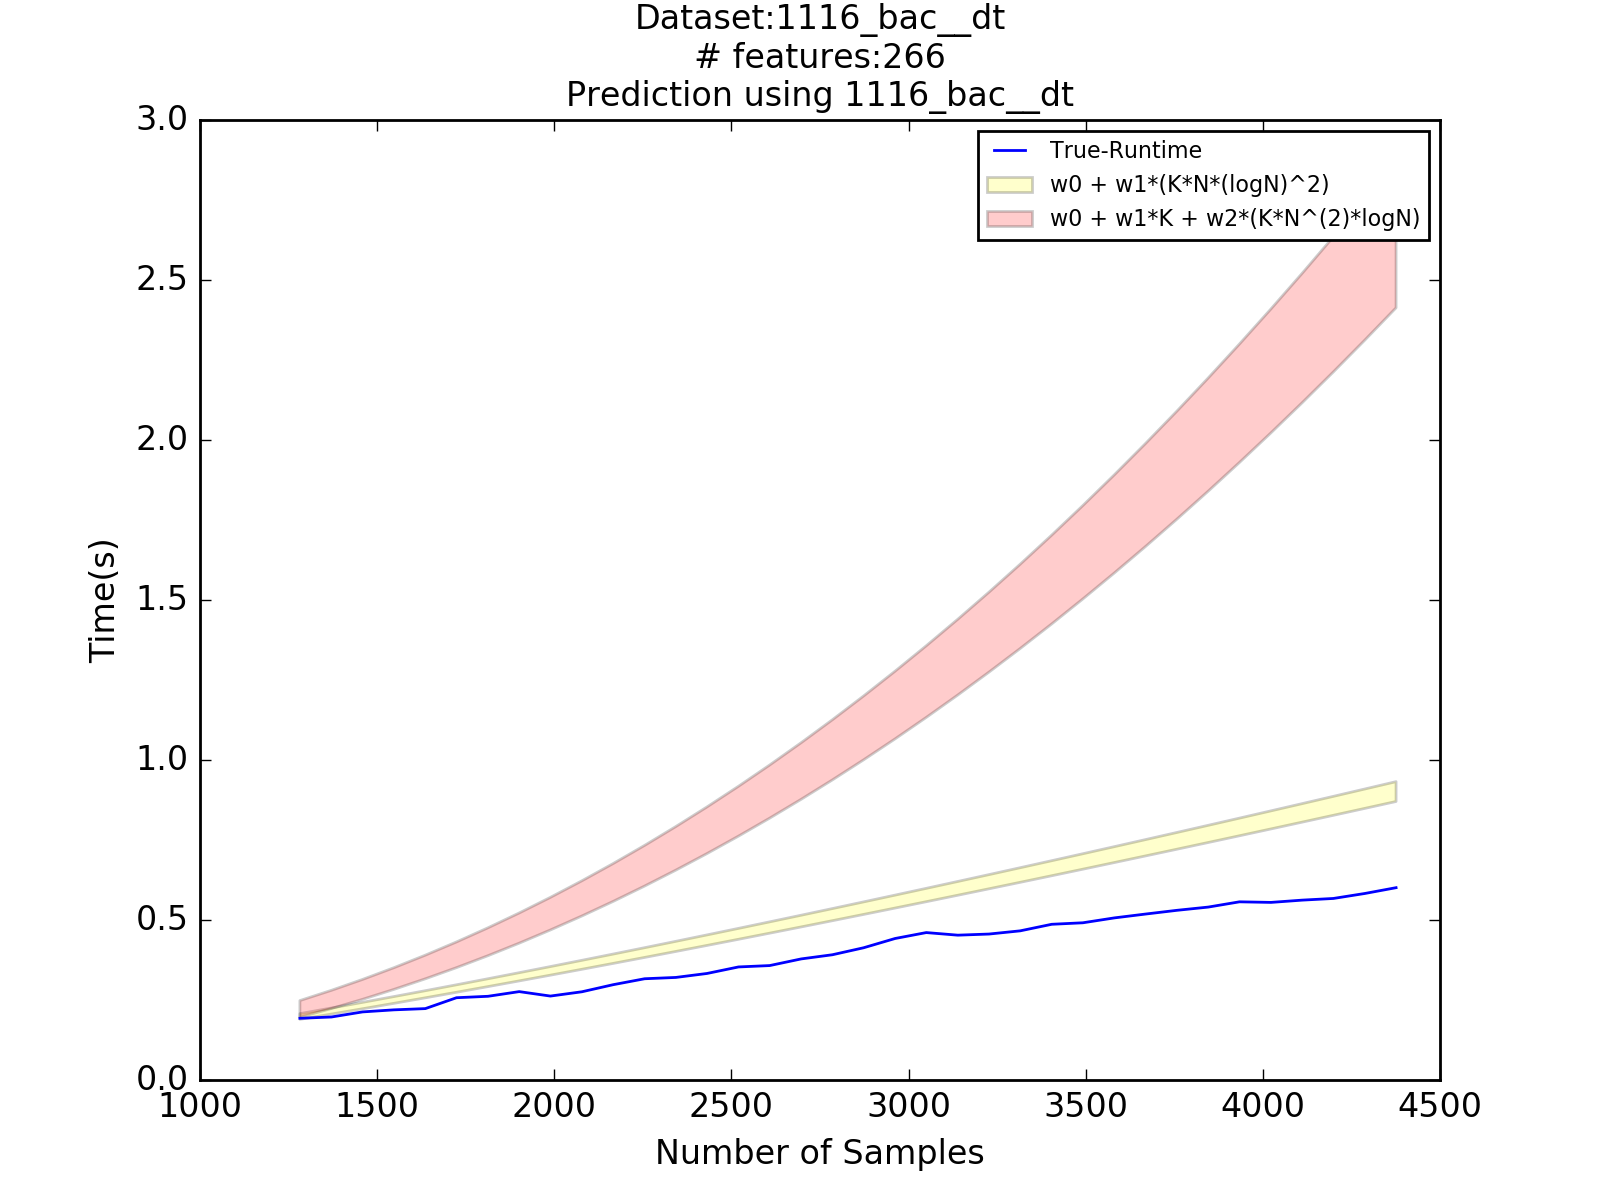 Dataset:1116_bac__dt
# features:266
Prediction using 1116_bac__dt
3.0
2.5
2.0
1.5
1.0
0.5
0.0
Time(s)
True-Runtime
w0 + w1*(K*N*(logN)^2)
w0 + w1*K + w2*(K*N^(2)*logN)
1000 1500 2000 2500 3000 3500 4000 4500
Number of Samples